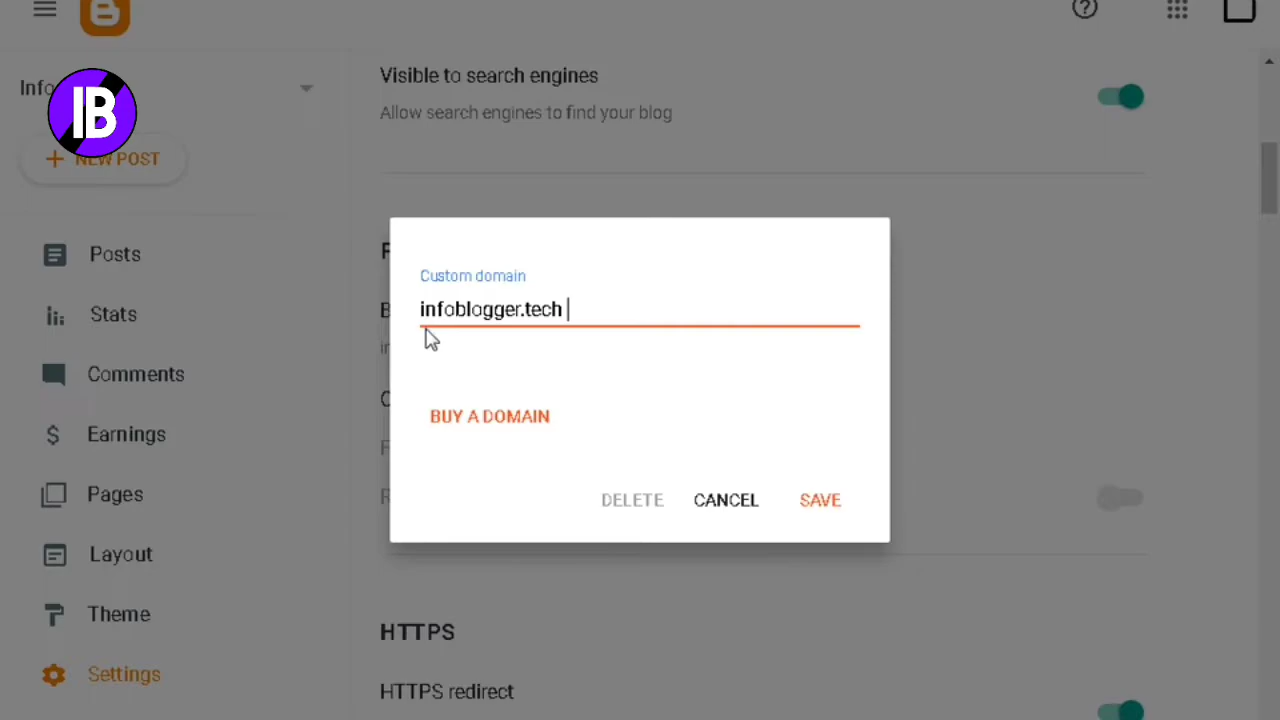 Info
IB
NEW POST
Posts
Stats
Comments
Earnings
Pages
Layout
Theme
Settings
Visible to search engines
Allow search engines to find your blog
Custom domain
infoblogger.tech
BUY A DOMAIN
DELETE CANCEL SAVE
HTTPS
HTTPS redirect